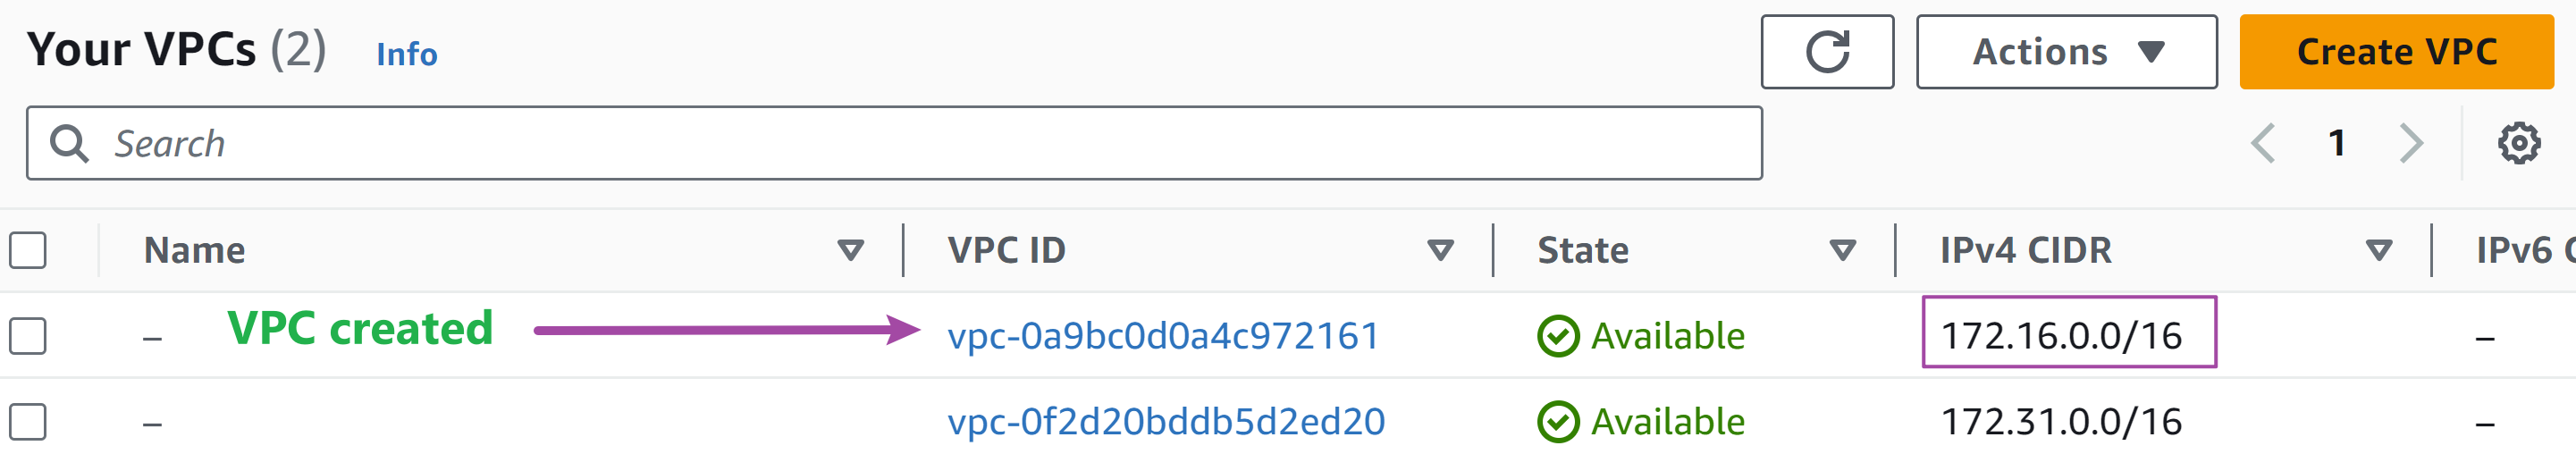 Your VPCs (2) Info Actions Create VPC
Search 1
Name VPC ID State IPv4 CIDR IPv6
– VPC created vpc-0a9bc0d0a4c972161 Available 172.16.0.0/16 –
– vpc-0f2d20bddb5d2ed20 Available 172.31.0.0/16 –